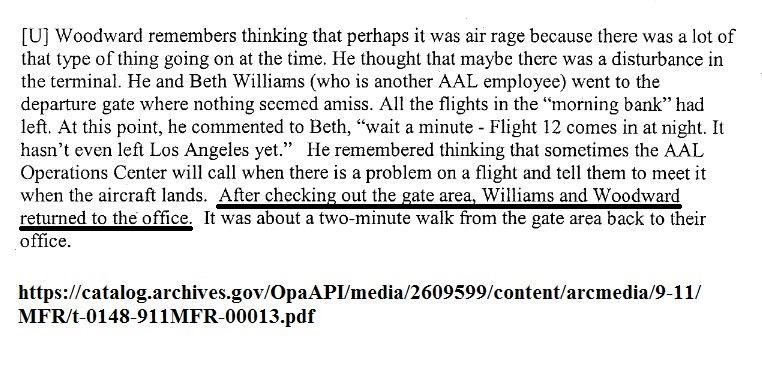 [U] Woodward remembers thinking that perhaps it was air rage because there was a lot of
that type of thing going on at the time. He thought that maybe there was a disturbance in
the terminal. He and Beth Williams (who is another AAL employee) went to the
departure gate where nothing seemed amiss. All the flights in the “morning bank” had
left. At this point, he commented to Beth, “wait a minute - Flight 12 comes in at night. It
hasn’t even left Los Angeles yet.” He remembered thinking that sometimes the AAL
Operations Center will call when there is a problem on a flight and tell them to meet it
when the aircraft lands. After checking out the gate area, Williams and Woodward
returned to the office. It was about a two-minute walk from the gate area back to their
office.
https://catalog.archives.gov/OpaAPI/media/2609599/content/arcmedia/9-11/
MFR/t-0148-911MFR-00013.pdf